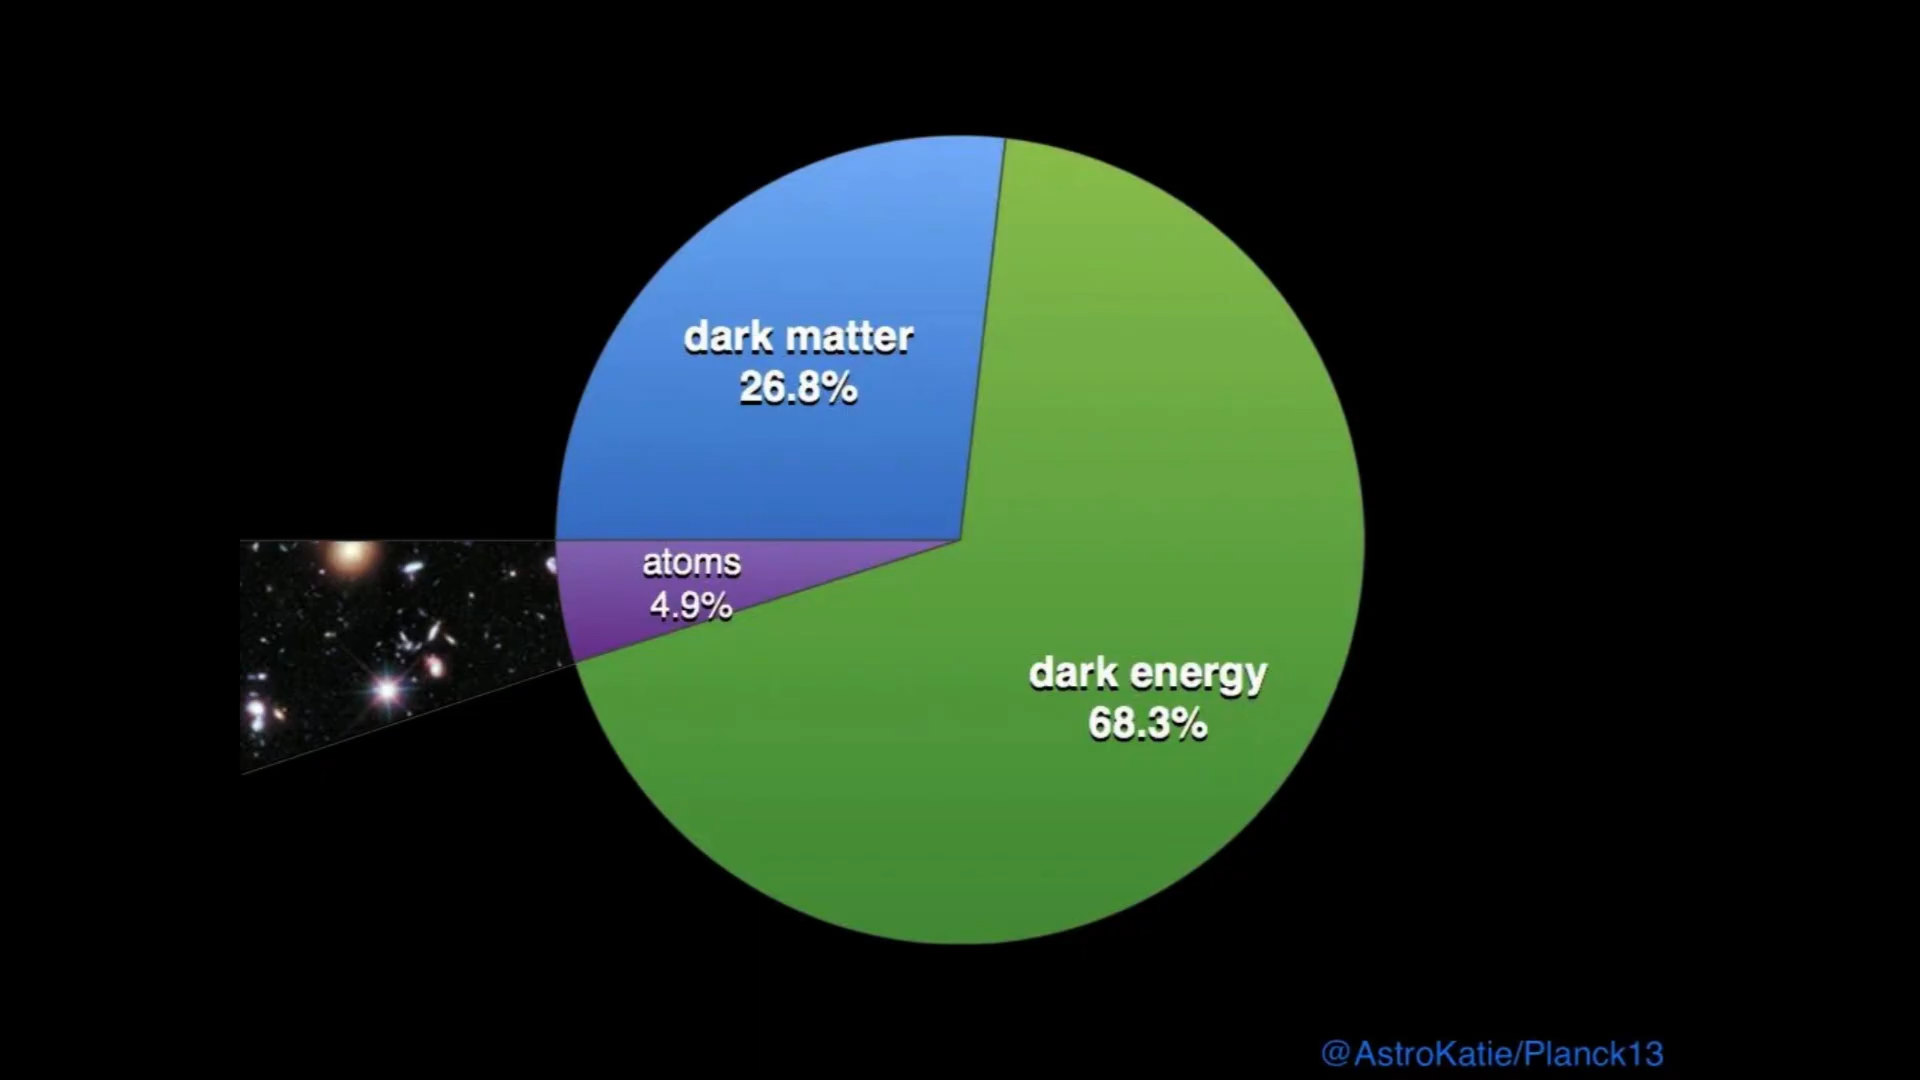 dark matter
26.8%
atoms
4.9%
dark energy
68.3%
@AstroKatie/Planck13